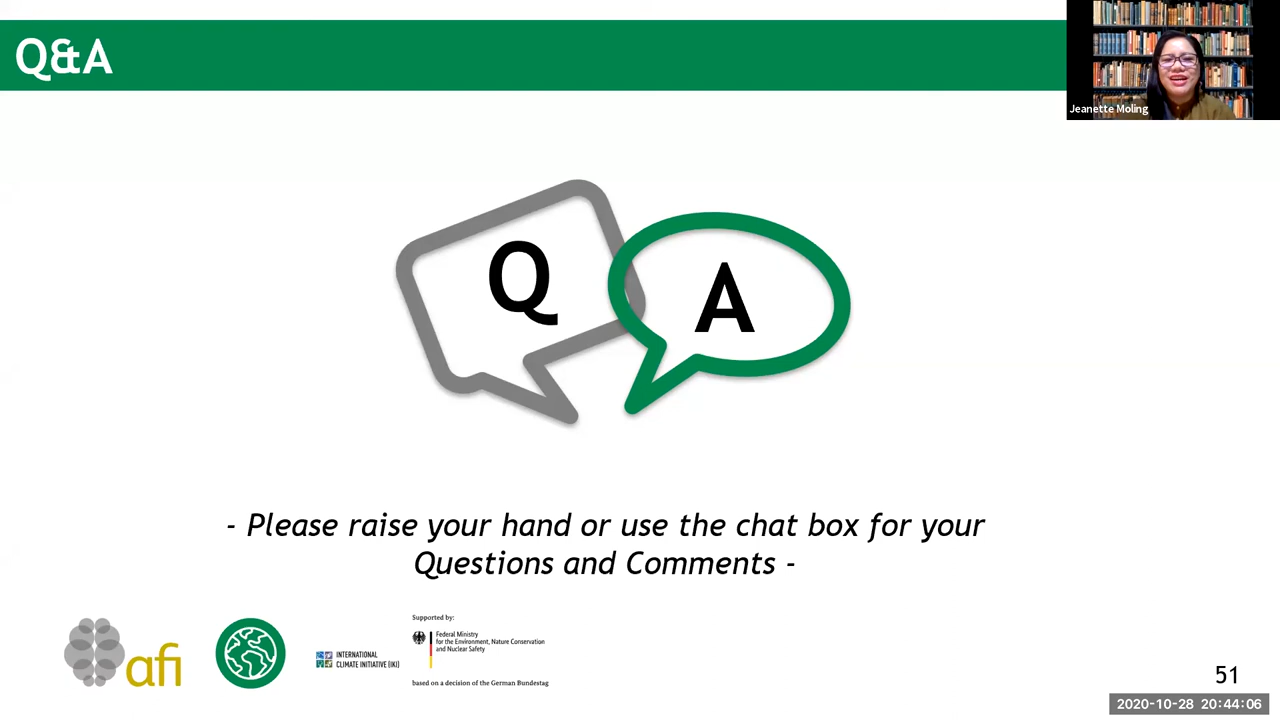 Q&A
Jeanette Moling
Q
A
- Please raise your hand or use the chat box for your
Questions and Comments -
afi
INTERNATIONAL
CLIMATE INITIATIVE (IKI)
Supported by:
Federal Ministry
for the Environment, Nature Conservation
and Nuclear Safety
based on a decision of the German Bundestag
51
2020-10-28 20:44:06